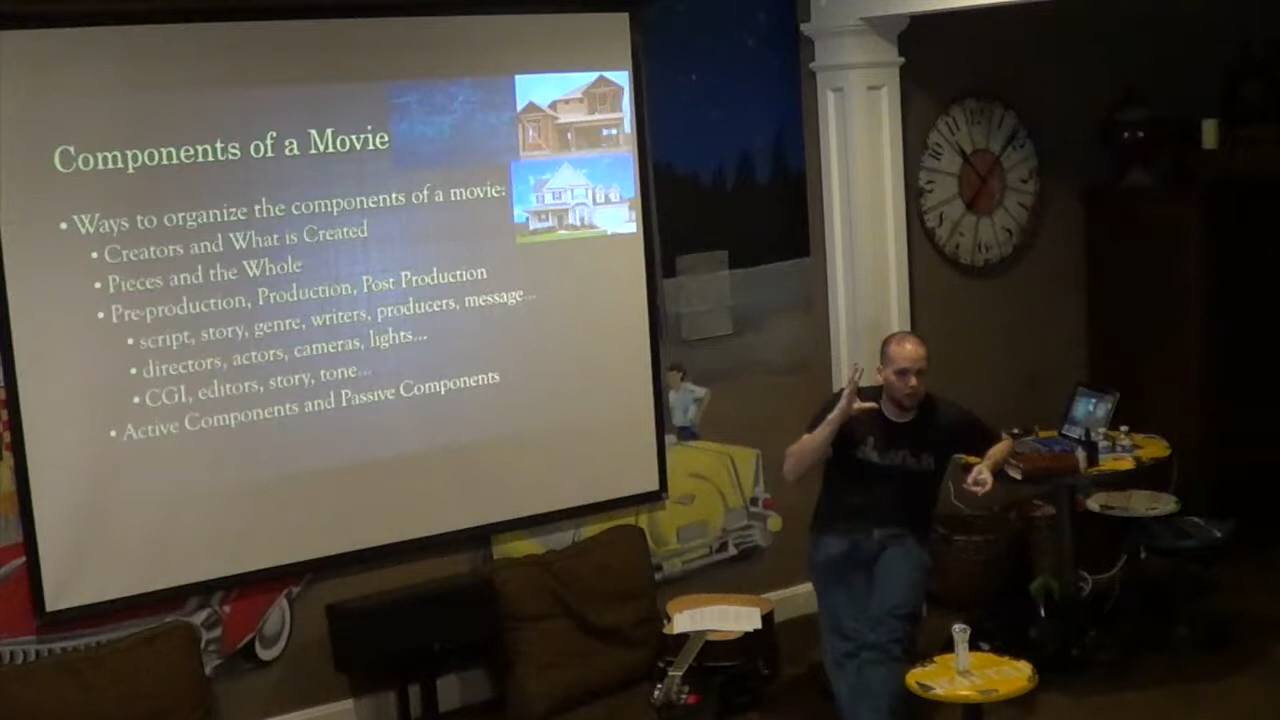 Components of a Movie
• Ways to organize the components of a movie:
• Creators and What is Created
• Pieces and the Whole
• Pre-production, Production, Post Production
• script, story, genre, writers, producers, message...
• directors, actors, cameras, lights...
• CGI, editors, story, tone...
• Active Components and Passive Components